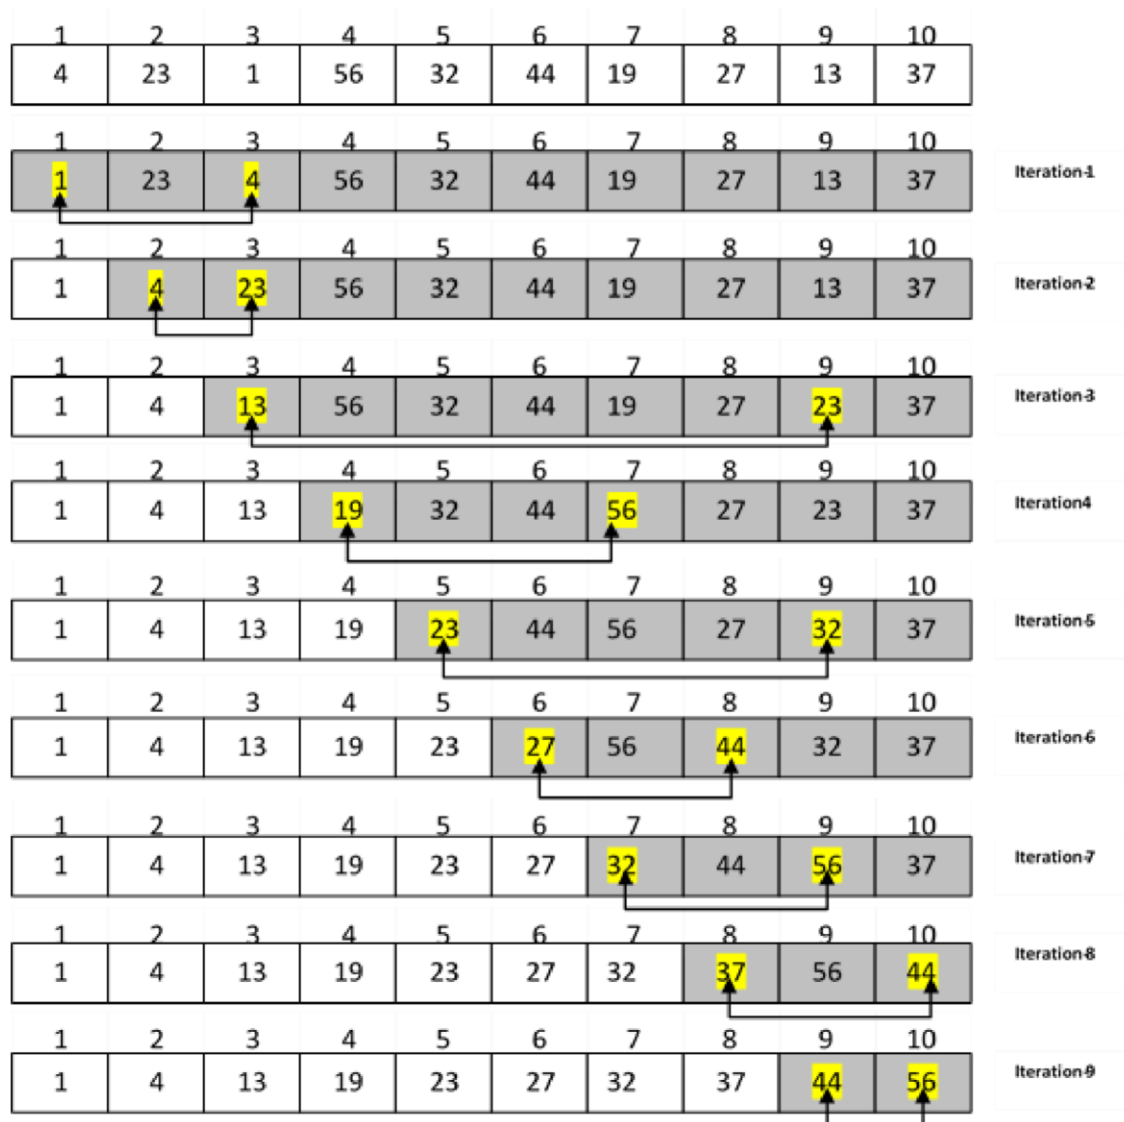 1 2 3 4 5 6 7 8 9 10
4 23 1 56 32 44 19 27 13 37
1 2 3 4 5 6 7 8 9 10
1 23 4 56 32 44 19 27 13 37 Iteration-1
1 2 3 4 5 6 7 8 9 10
1 4 23 56 32 44 19 27 13 37 Iteration-2
1 2 3 4 5 6 7 8 9 10
1 4 13 56 32 44 19 27 23 37 Iteration-3
1 2 3 4 5 6 7 8 9 10
1 4 13 19 32 44 56 27 23 37 Iteration4
1 2 3 4 5 6 7 8 9 10
1 4 13 19 23 44 56 27 32 37 Iteration-5
1 2 3 4 5 6 7 8 9 10
1 4 13 19 23 27 56 44 32 37 Iteration-6
1 2 3 4 5 6 7 8 9 10
1 4 13 19 23 27 32 44 56 37 Iteration-7
1 2 3 4 5 6 7 8 9 10
1 4 13 19 23 27 32 37 56 44 Iteration-8
1 2 3 4 5 6 7 8 9 10
1 4 13 19 23 27 32 37 44 56 Iteration-9